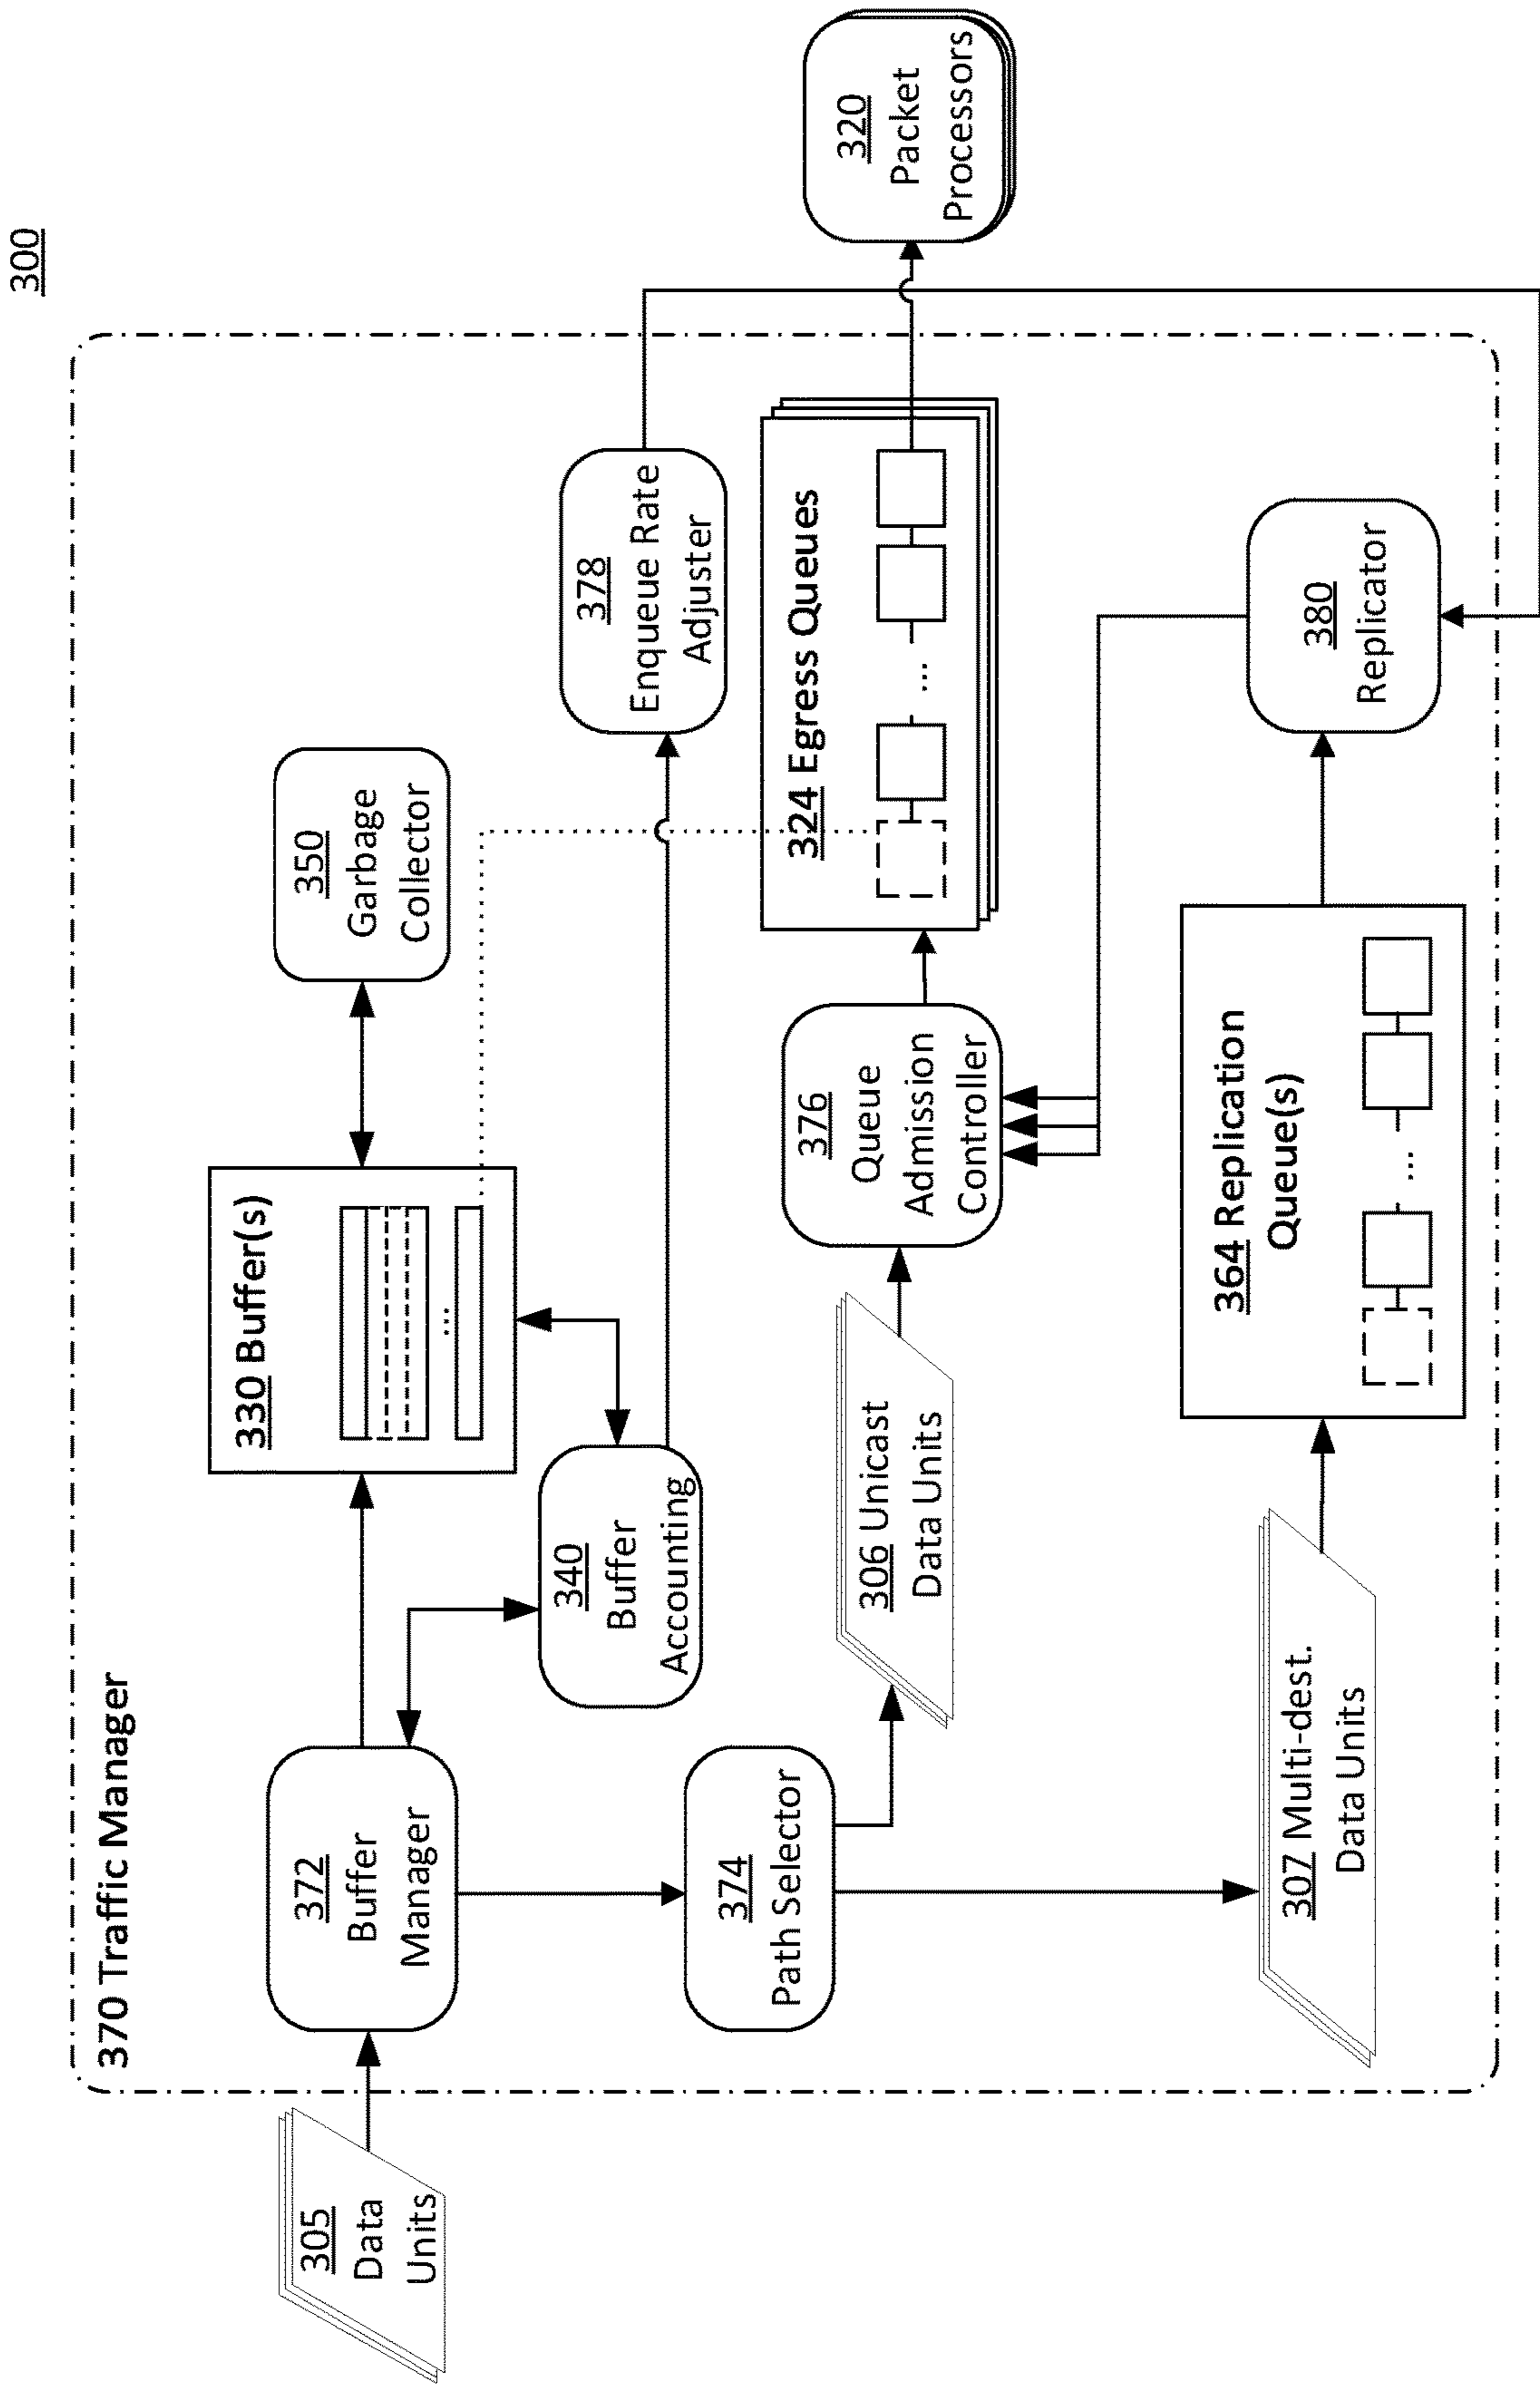 300
370 Traffic Manager
305
Data
Units
372
Buffer
Manager
330 Buffer(s)
...
350
Garbage
Collector
340
Buffer
Accounting
378
Enqueue Rate
Adjuster
374
Path Selector
306 Unicast
Data Units
376
Queue
Admission
Controller
324 Egress Queues
...
320
Packet
Processors
307 Multi-dest.
Data Units
364 Replication
Queue(s)
...
380
Replicator